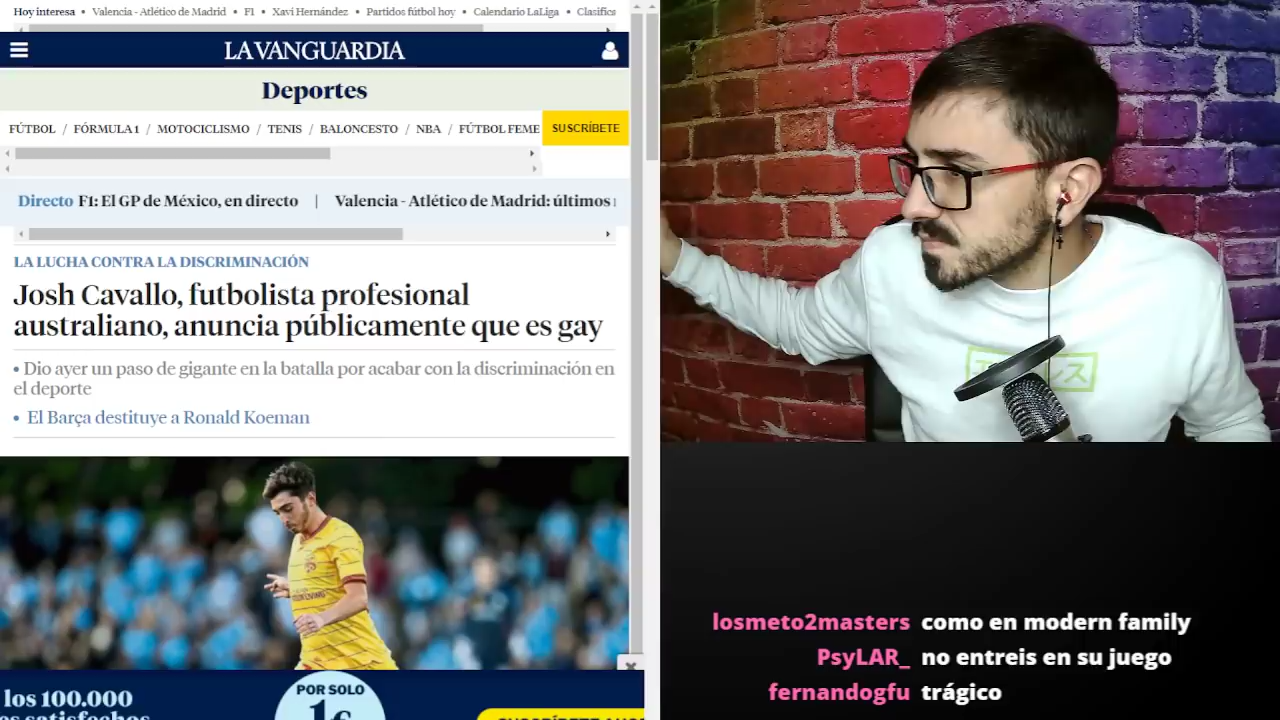 Hoy interesa • Valencia - Atlético de Madrid • F1 • Xavi Hernández • Partidos fútbol hoy • Calendario LaLiga • Clasifica
LA VANGUARDIA
Deportes
FÚTBOL / FÓRMULA 1 / MOTOCICLISMO / TENIS / BALONCESTO / NBA / FÚTBOL FEME
SUSCRÍBETE
Directo F1: El GP de México, en directo | Valencia - Atlético de Madrid: últimos
LA LUCHA CONTRA LA DISCRIMINACIÓN
Josh Cavallo, futbolista profesional
australiano, anuncia públicamente que es gay
• Dio ayer un paso de gigante en la batalla por acabar con la discriminación en
el deporte
• El Barça destituye a Ronald Koeman
los 100.000
POR SOLO
1€
losmeto2masters como en modern family
PsyLAR_ no entreis en su juego
fernandogfu trágico